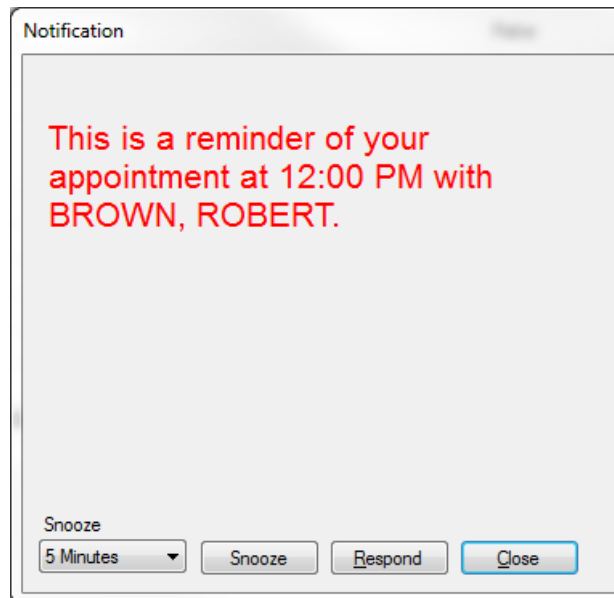 Notification
This is a reminder of your
appointment at 12:00 PM with
BROWN, ROBERT.
Snooze
5 Minutes Snooze Respond Close